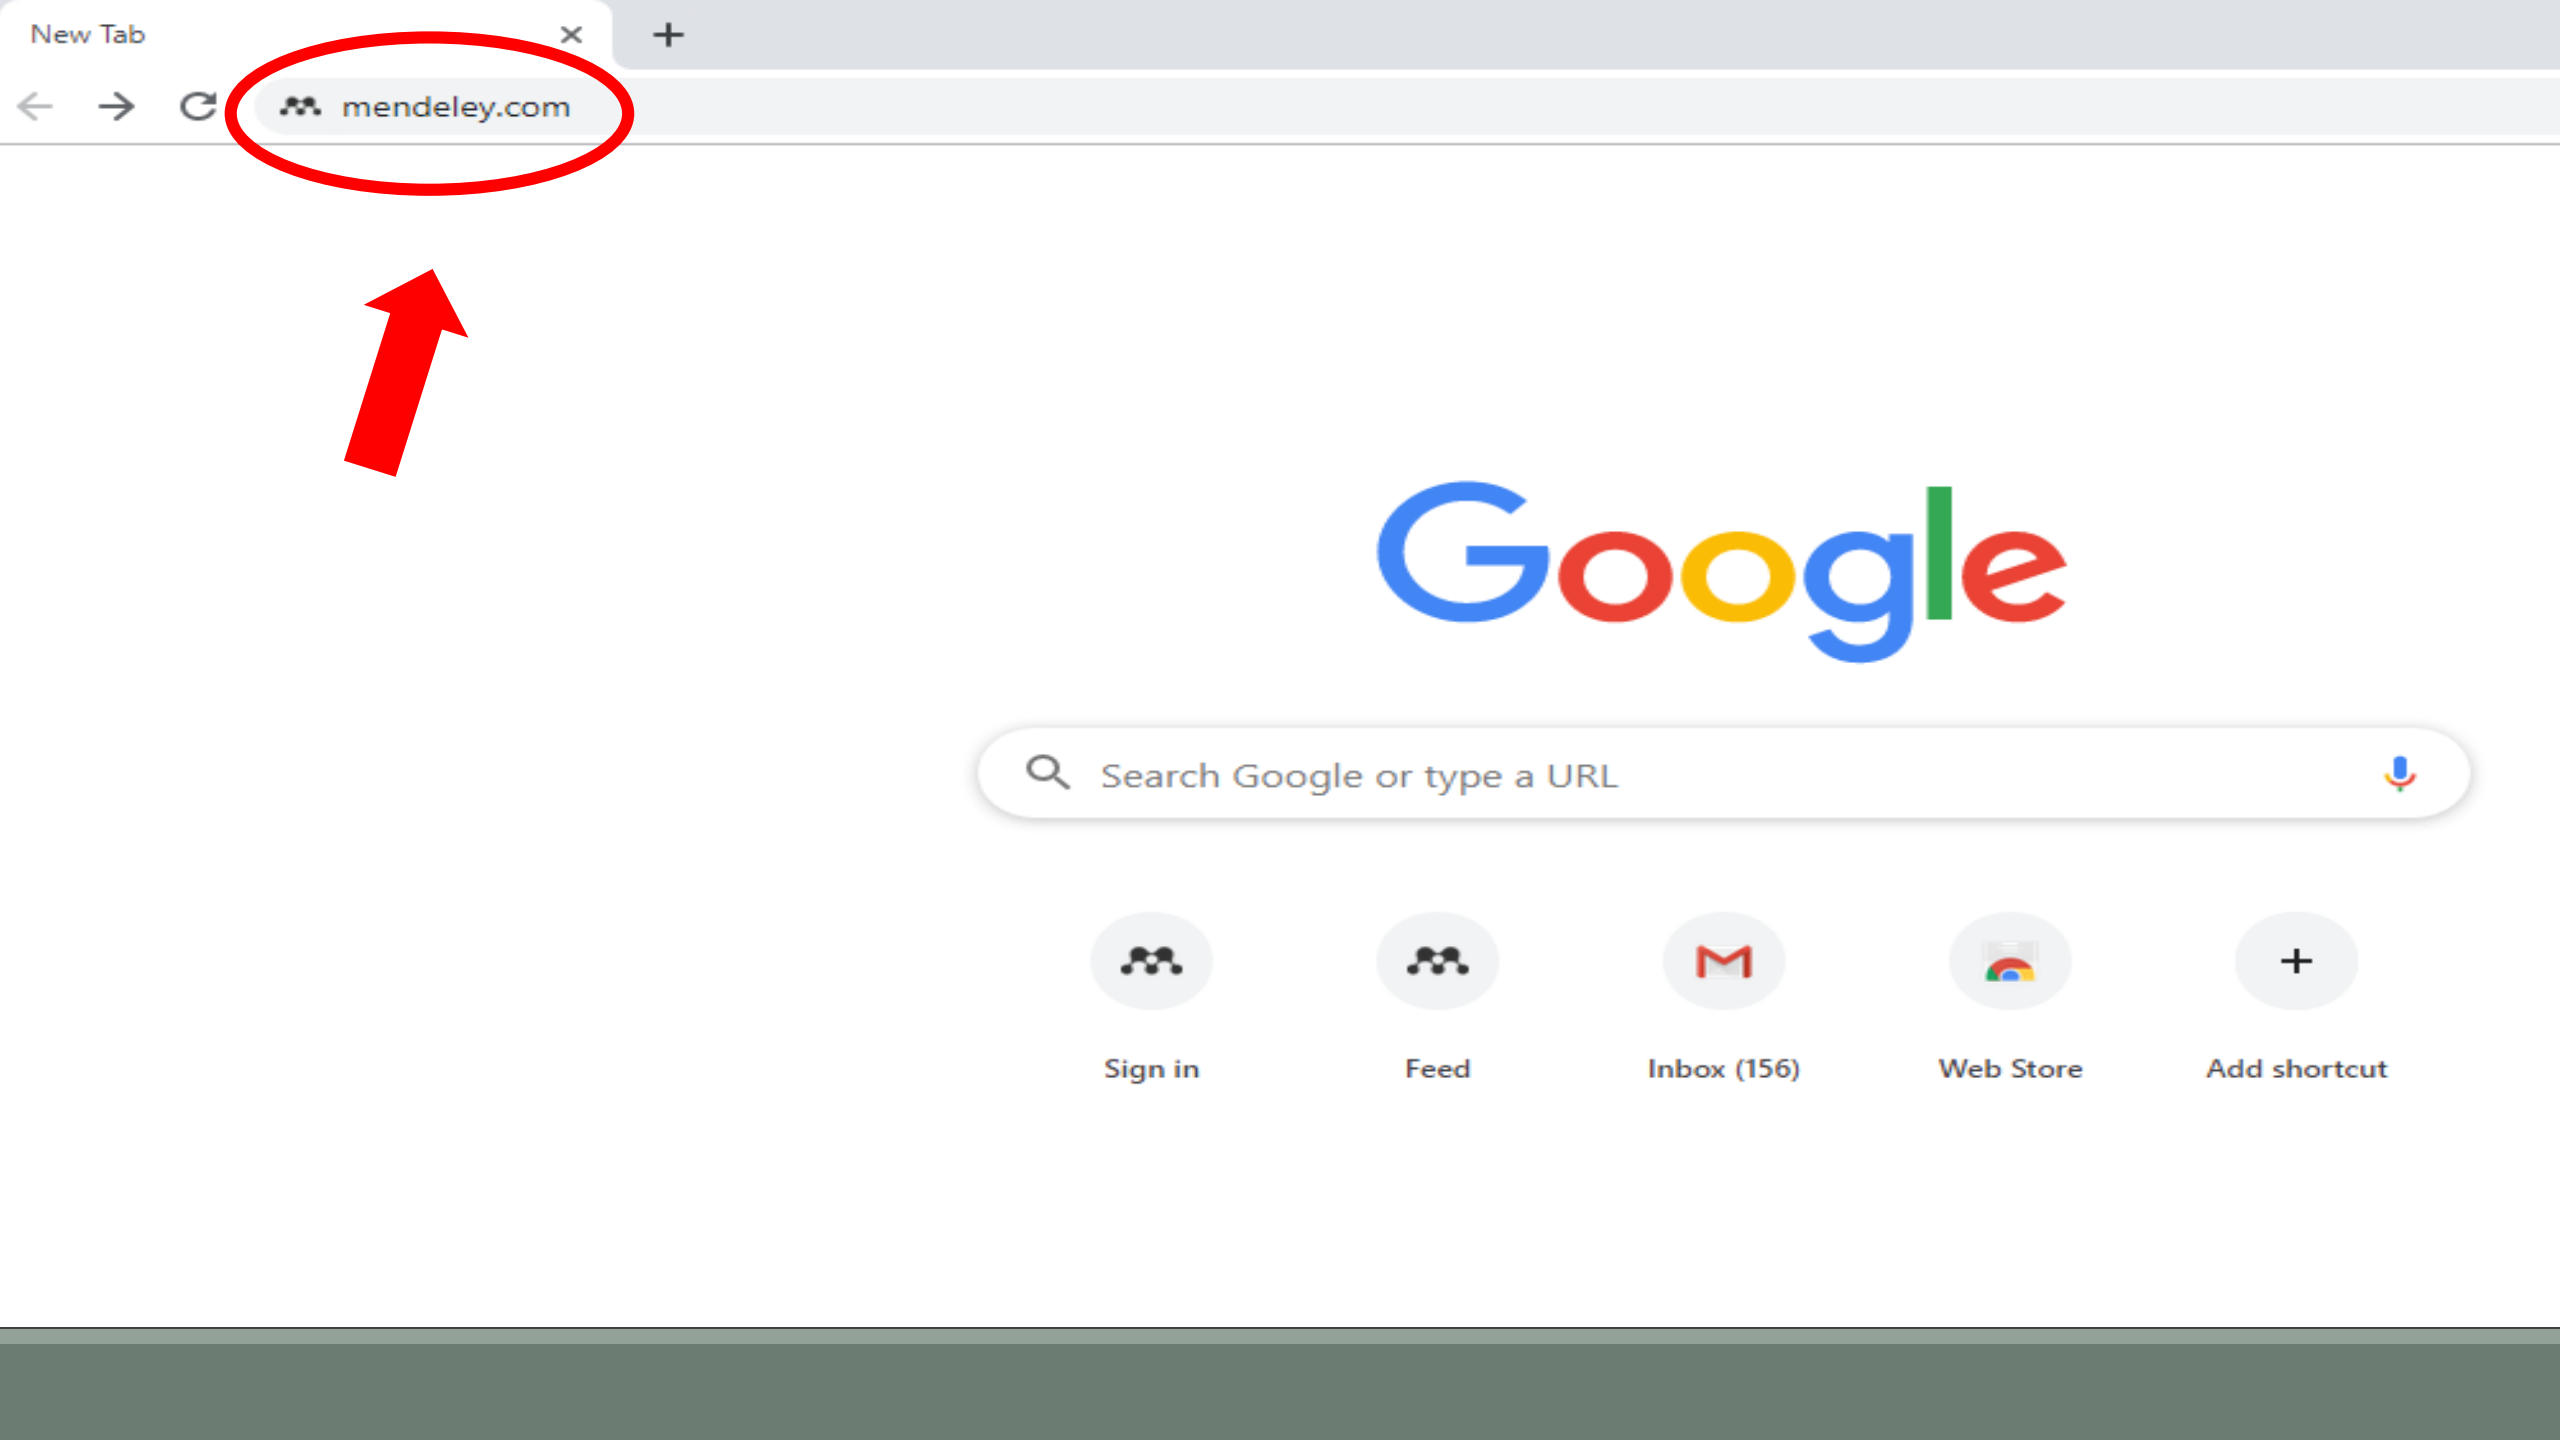 New Tab
mendeley.com
Google
Search Google or type a URL
Sign in
Feed
Inbox (156)
Web Store
Add shortcut